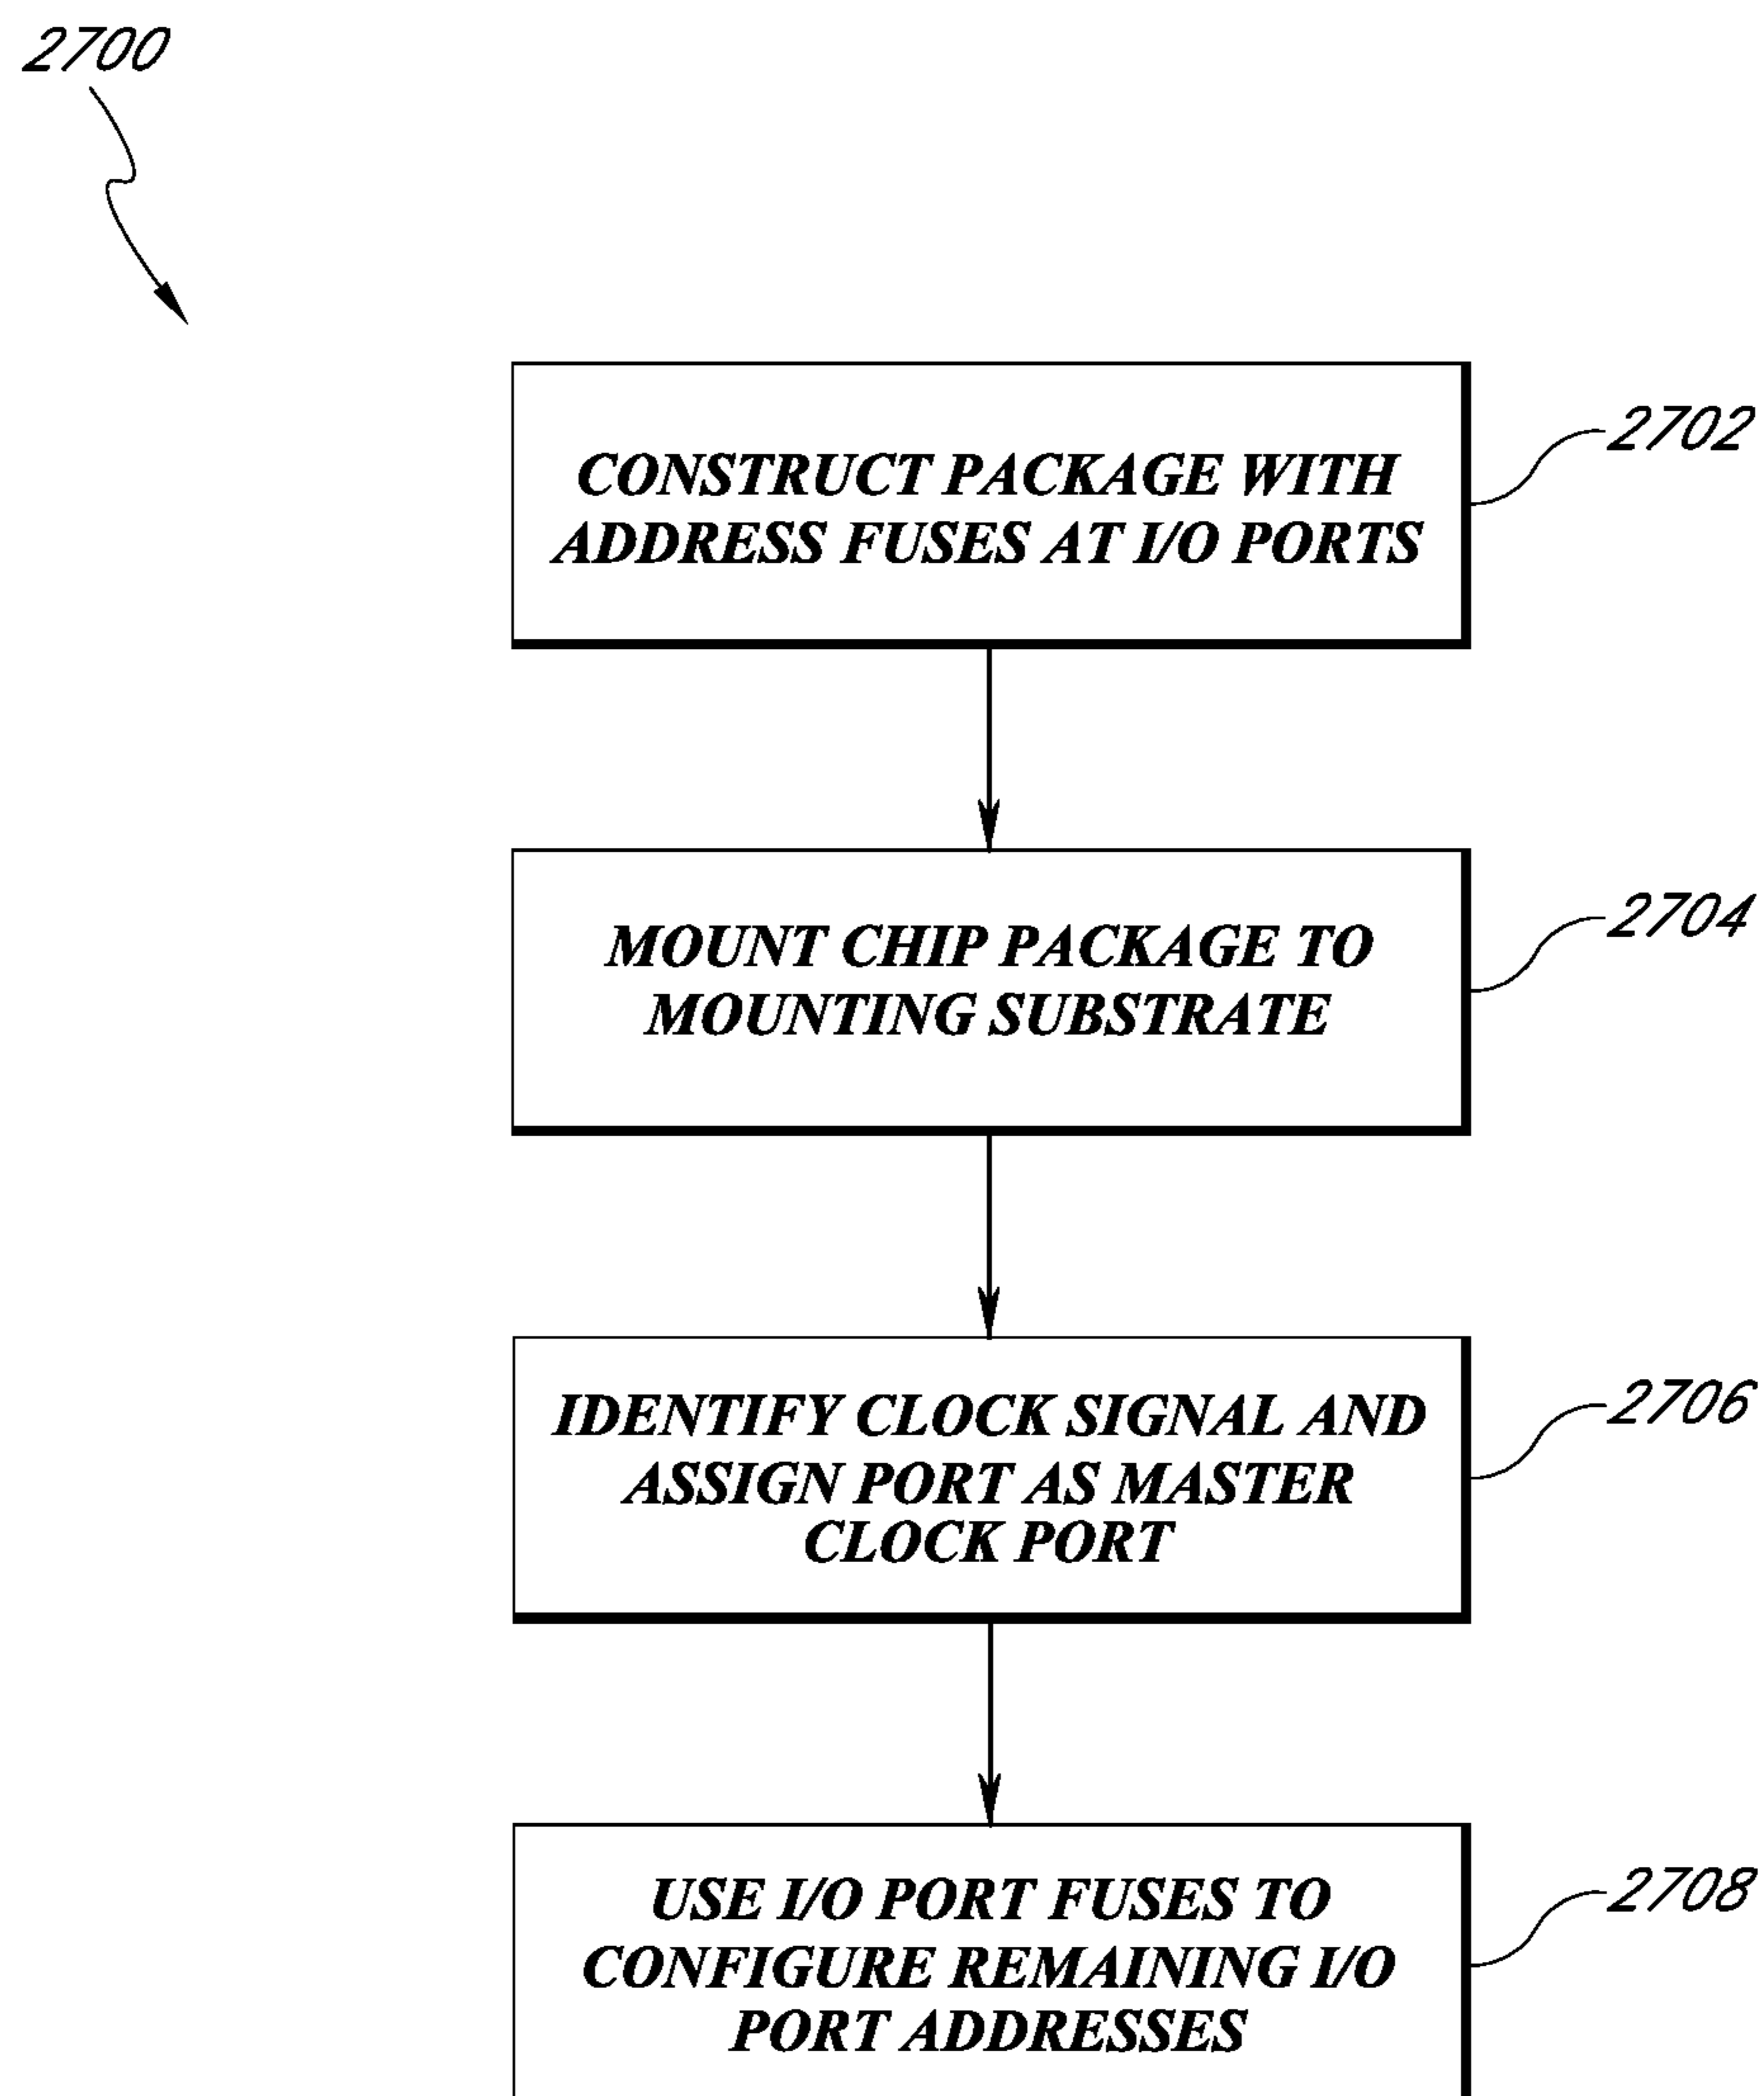 2700
CONSTRUCT PACKAGE WITH
ADDRESS FUSES AT I/O PORTS
2702
MOUNT CHIP PACKAGE TO
MOUNTING SUBSTRATE
2704
IDENTIFY CLOCK SIGNAL AND
ASSIGN PORT AS MASTER
CLOCK PORT
2706
USE I/O PORT FUSES TO
CONFIGURE REMAINING I/O
PORT ADDRESSES
2708